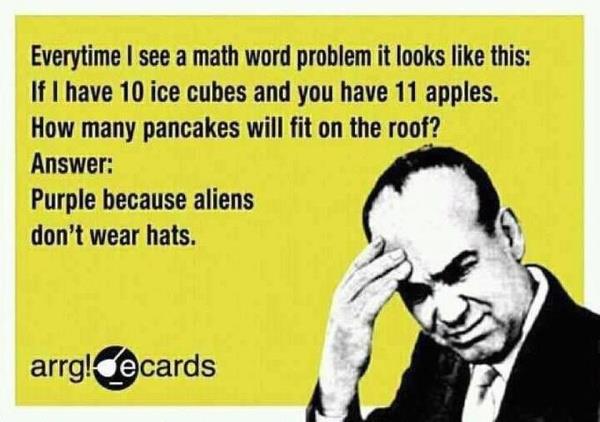 Everytime I see a math word problem it looks like this:
If I have 10 ice cubes and you have 11 apples.
How many pancakes will fit on the roof?
Answer:
Purple because aliens
don't wear hats.
arrg! ecards